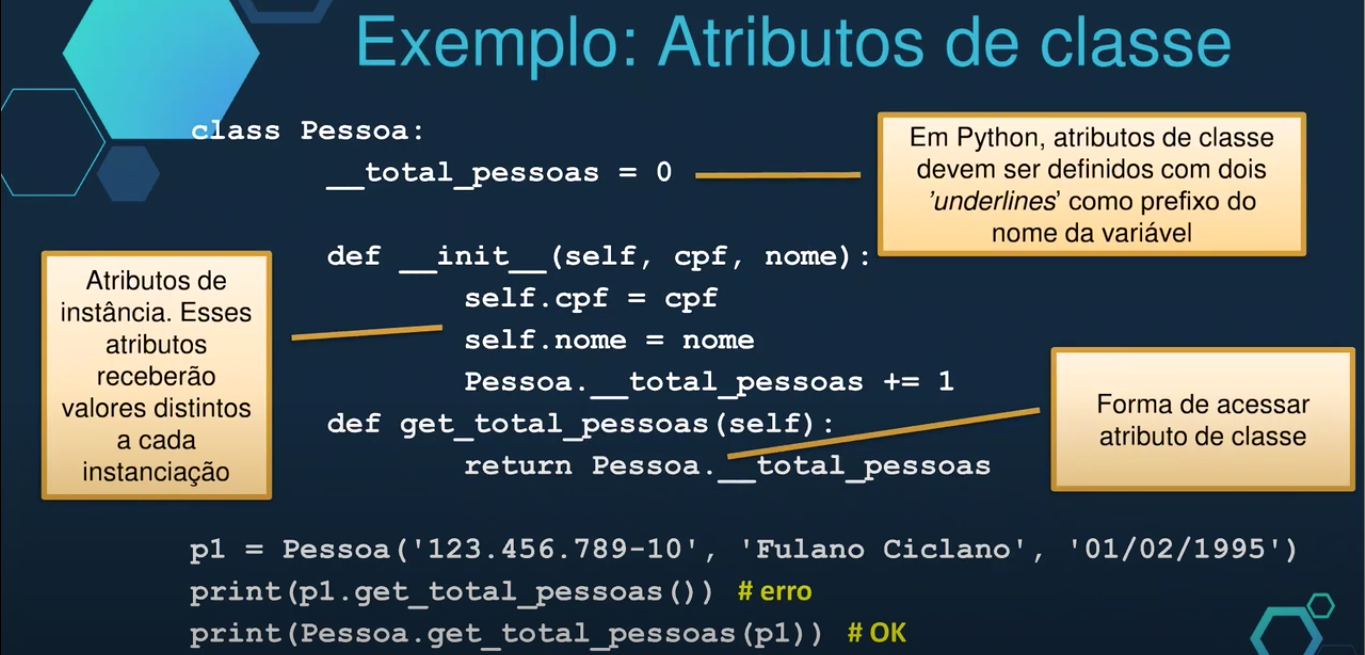 Exemplo: Atributos de classe
class Pessoa:
__total_pessoas = 0
Em Python, atributos de classe
devem ser definidos com dois
'underlines' como prefixo do
nome da variável
def __init__(self, cpf, nome):
self.cpf = cpf
self.nome = nome
Pessoa.__total_pessoas += 1
Atributos de
instância. Esses
atributos
receberão
valores distintos
a cada
instanciação
def get_total_pessoas(self):
return Pessoa.__total_pessoas
Forma de acessar
atributo de classe
p1 = Pessoa('123.456.789-10', 'Fulano Ciclano', '01/02/1995')
print(p1.get_total_pessoas()) # erro
print(Pessoa.get_total_pessoas(p1)) # OK